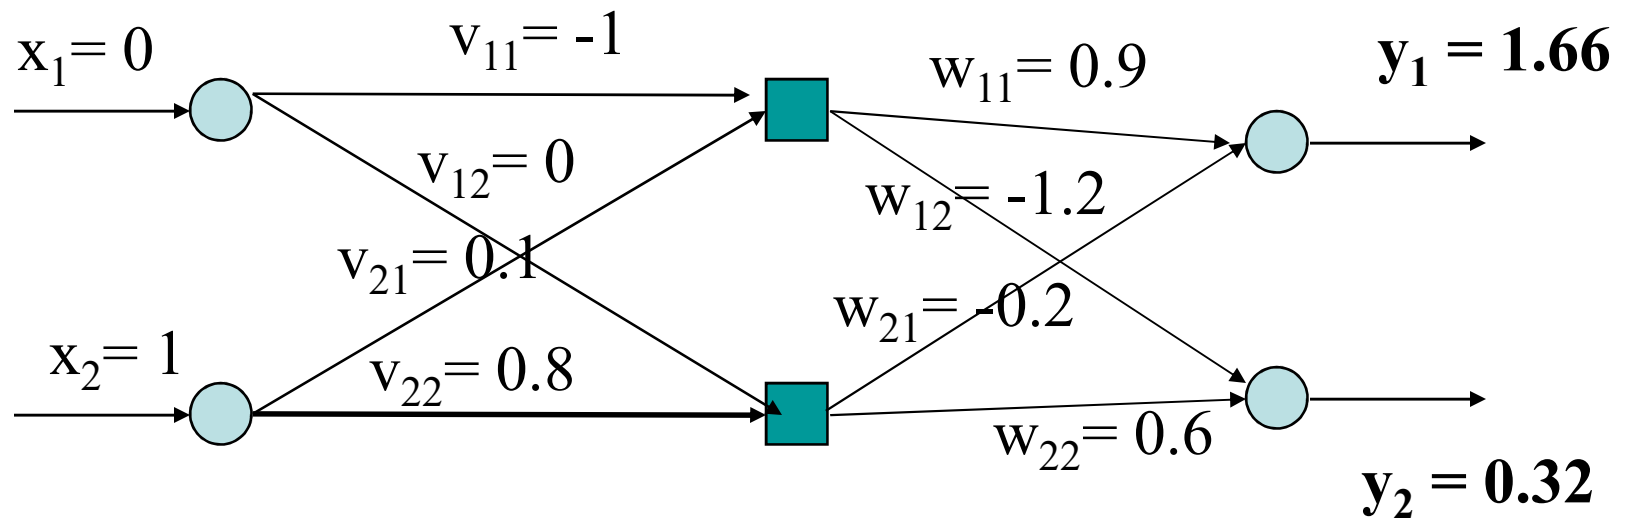 x₁= 0
v₁₁= -1
w₁₁= 0.9
y₁ = 1.66
v₁₂= 0
w₁₂= -1.2
v₂₁= 0.1
w₂₁= -0.2
x₂= 1
v₂₂= 0.8
w₂₂= 0.6
y₂ = 0.32